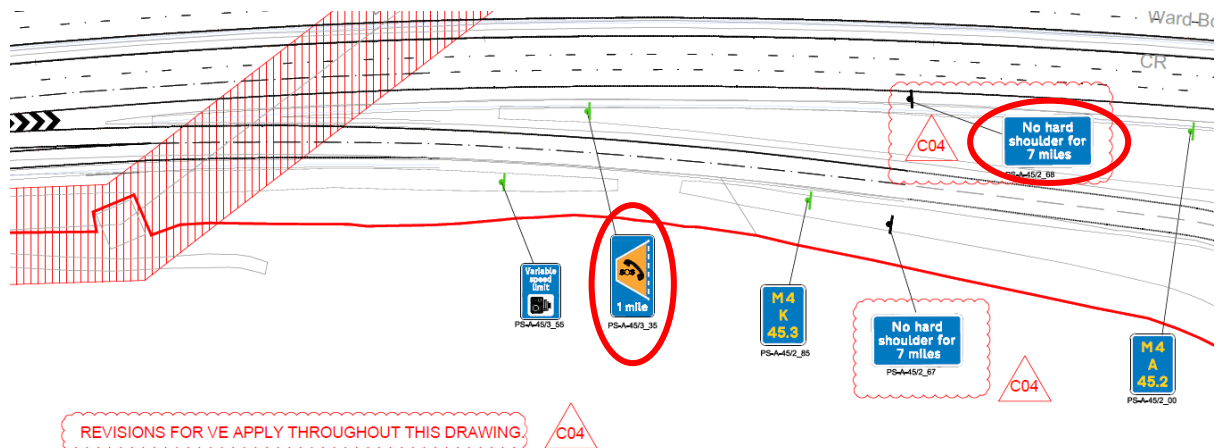 Ward Bo
CR
C04
No hard
shoulder for
7 miles
PS-A-45/2_68
Variable
speed
limit
PS-A-45/3_55
SOS
1 mile
PS-A-45/3_35
M4
K
45.3
PS-A-45/2_85
No hard
shoulder for
7 miles
PS-A-45/2_67
C04
M4
A
45.2
PS-A-45/2_00
REVISIONS FOR VE APPLY THROUGHOUT THIS DRAWING.
C04